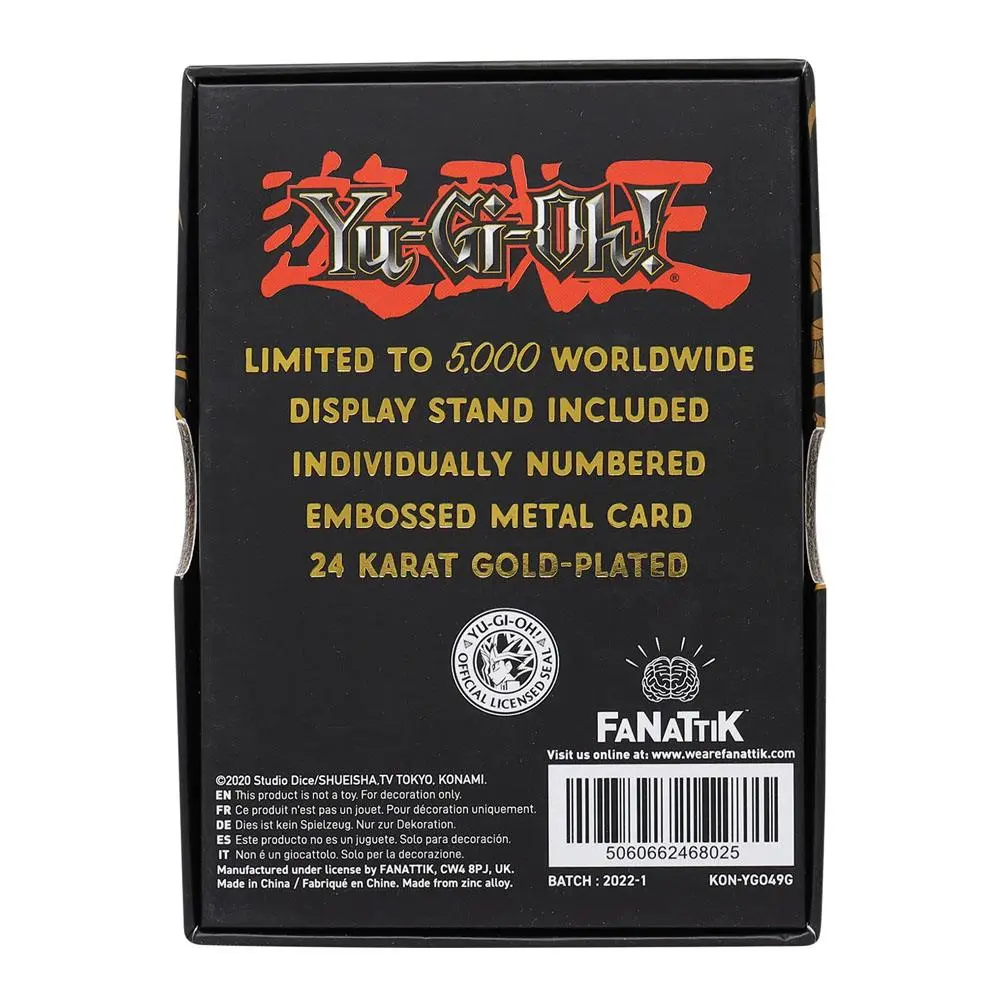 遊戯王
Yu-Gi-Oh!®
LIMITED TO 5,000 WORLDWIDE
DISPLAY STAND INCLUDED
INDIVIDUALLY NUMBERED
EMBOSSED METAL CARD
24 KARAT GOLD-PLATED
YU-GI-OH!
OFFICIAL LICENSED SEAL
FANATTIK
Visit us online at: www.wearefanattik.com
©2020 Studio Dice/SHUEISHA,TV TOKYO, KONAMI.
EN This product is not a toy. For decoration only.
FR Ce produit n'est pas un jouet. Pour décoration uniquement.
DE Dies ist kein Spielzeug. Nur zur Dekoration.
ES Este producto no es un juguete. Solo para decoración.
IT Non é un giocattolo. Solo per la decorazione.
Manufactured under license by FANATTIK, CW4 8PJ, UK.
Made in China / Fabriqué en Chine. Made from zinc alloy.
5060662468025
BATCH : 2022-1 KON-YGO49G